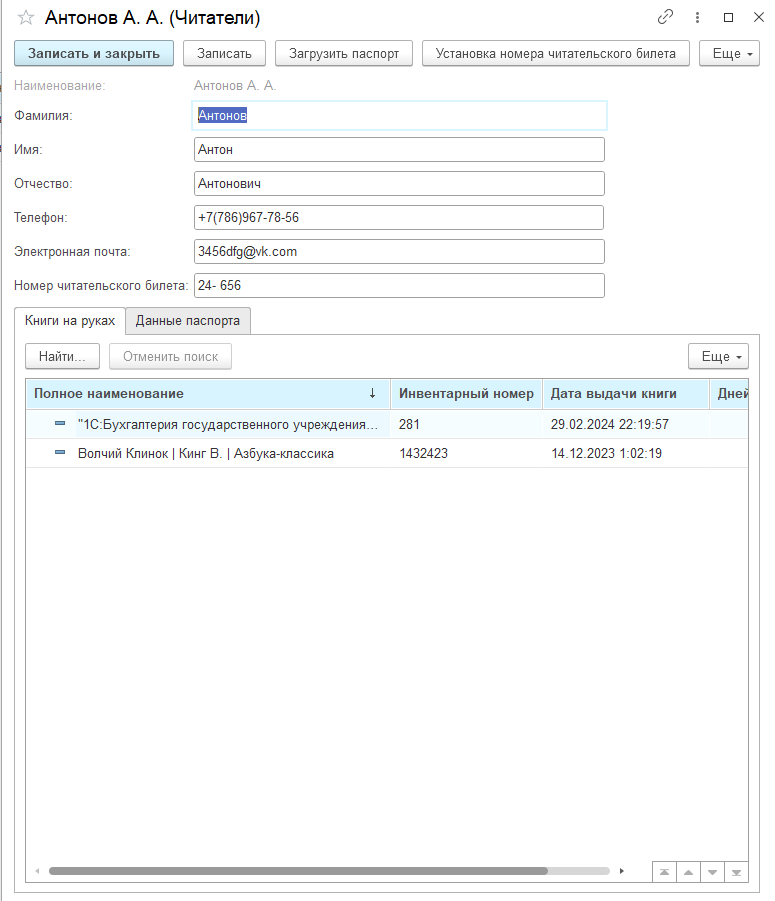 Антонов А. А. (Читатели)
Записать и закрыть Записать Загрузить паспорт Установка номера читательского билета Еще
Наименование: Антонов А. А.
Фамилия: Антонов
Имя: Антон
Отчество: Антонович
Телефон: +7(786)967-78-56
Электронная почта: 3456dfg@vk.com
Номер читательского билета: 24- 656
Книги на руках Данные паспорта
Найти... Отменить поиск Еще
Полное наименование ↓ Инвентарный номер Дата выдачи книги Дней
"1С:Бухгалтерия государственного учреждения... 281 29.02.2024 22:19:57
Волчий Клинок | Кинг В. | Азбука-классика 1432423 14.12.2023 1:02:19